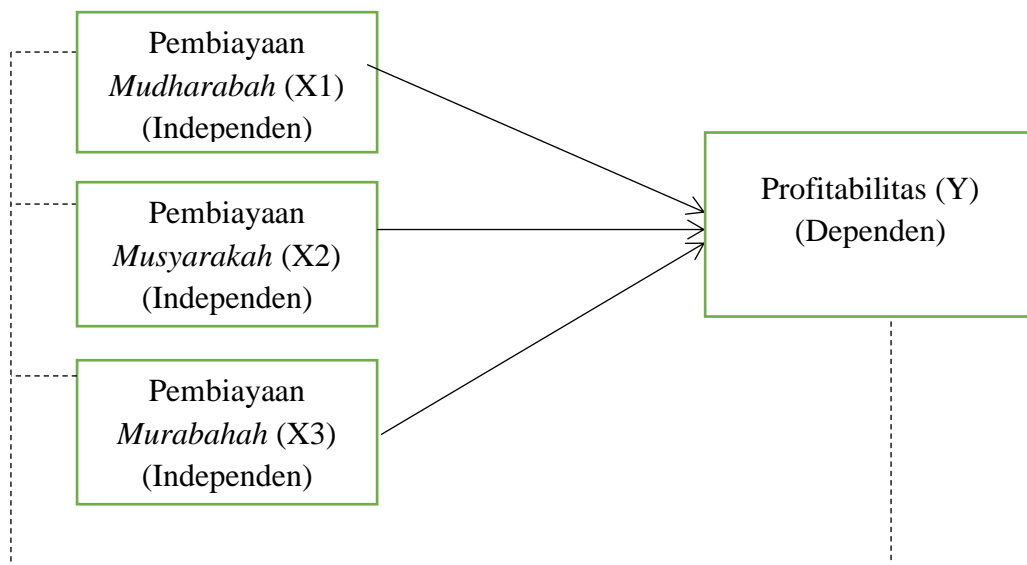 Pembiayaan
Mudharabah (X1)
(Independen)
Profitabilitas (Y)
(Dependen)
Pembiayaan
Musyarakah (X2)
(Independen)
Pembiayaan
Murabahah (X3)
(Independen)